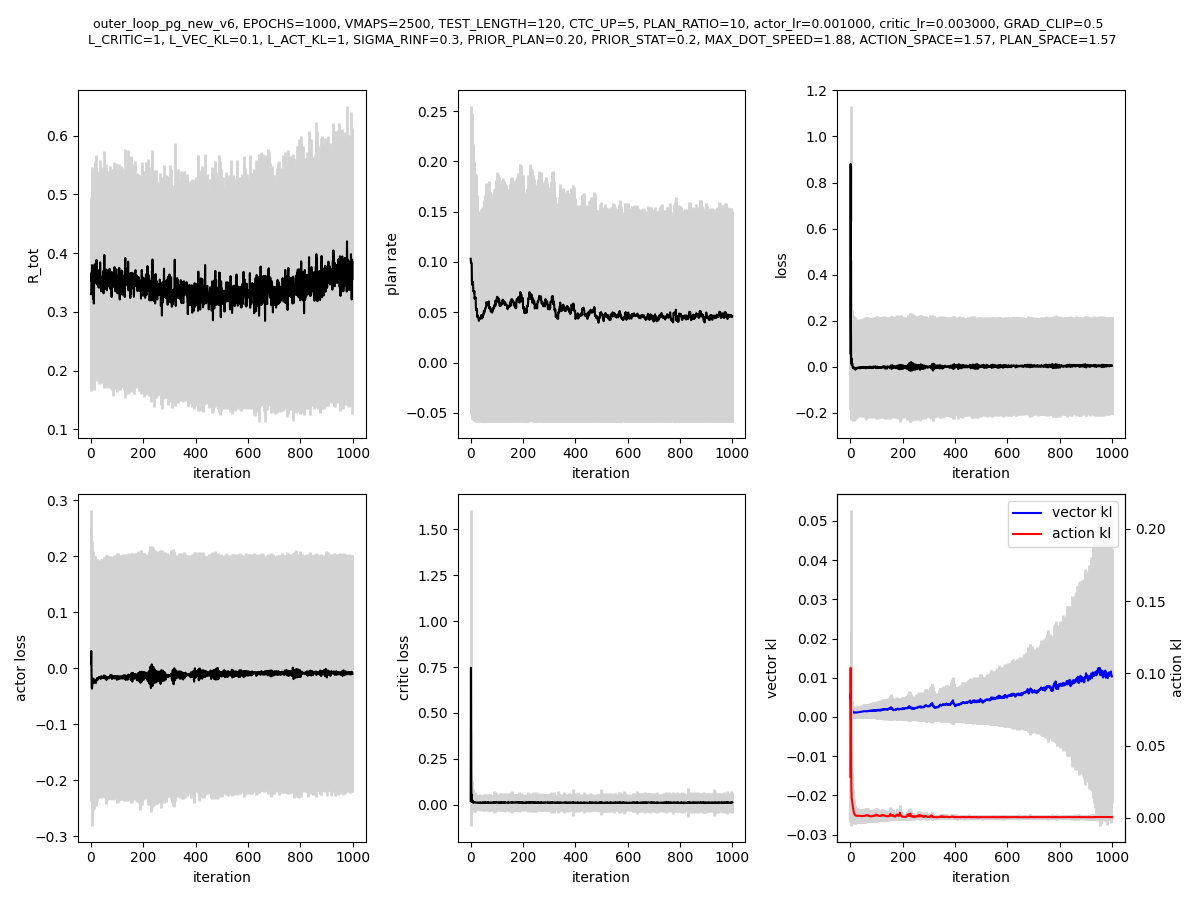 outer_loop_pg_new_v6, EPOCHS=1000, VMAPS=2500, TEST_LENGTH=120, CTC_UP=5, PLAN_RATIO=10, actor_lr=0.001000, critic_lr=0.003000, GRAD_CLIP=0.5
L_CRITIC=1, L_VEC_KL=0.1, L_ACT_KL=1, SIGMA_RINF=0.3, PRIOR_PLAN=0.20, PRIOR_STAT=0.2, MAX_DOT_SPEED=1.88, ACTION_SPACE=1.57, PLAN_SPACE=1.57
R_tot
0.6
0.5
0.4
0.3
0.2
0.1
0 200 400 600 800 1000
iteration
plan rate
0.25
0.20
0.15
0.10
0.05
0.00
−0.05
0 200 400 600 800 1000
iteration
loss
1.2
1.0
0.8
0.6
0.4
0.2
0.0
−0.2
0 200 400 600 800 1000
iteration
actor loss
0.3
0.2
0.1
0.0
−0.1
−0.2
−0.3
0 200 400 600 800 1000
iteration
critic loss
1.50
1.25
1.00
0.75
0.50
0.25
0.00
0 200 400 600 800 1000
iteration
vector kl
0.05
0.04
0.03
0.02
0.01
0.00
−0.01
−0.02
−0.03
vector kl
action kl
0 200 400 600 800 1000
iteration
0.20
0.15
0.10
0.05
0.00
action kl